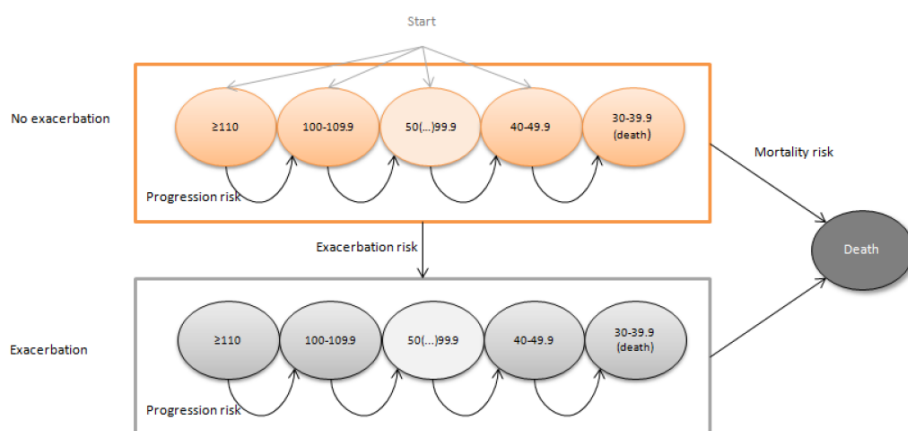 Start
No exacerbation
≥110
100-109.9
50(...)99.9
40-49.9
30-39.9
(death)
Progression risk
Mortality risk
Exacerbation risk
Death
Exacerbation
≥110
100-109.9
50(...)99.9
40-49.9
30-39.9
(death)
Progression risk